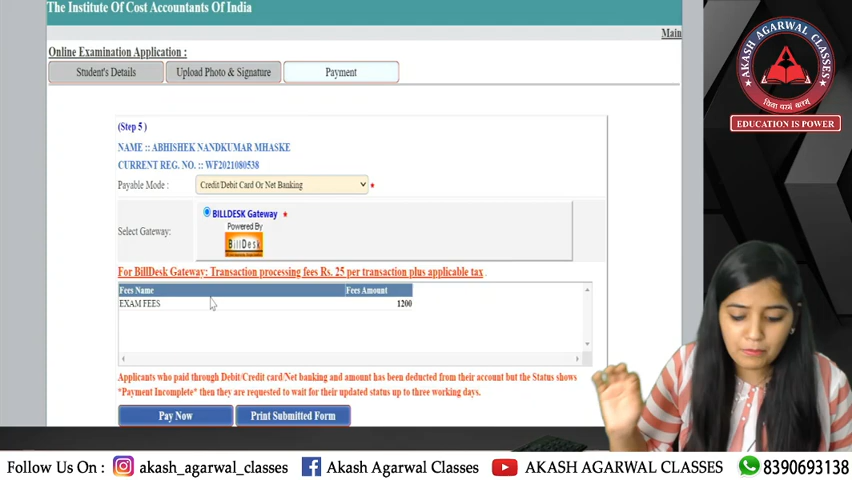 The Institute Of Cost Accountants Of India
Main
Online Examination Application :
Student's Details
Upload Photo & Signature
Payment
(Step 5 )
NAME :: ABHISHEK NANDKUMAR MHASKE
CURRENT REG. NO. :: WF2021080538
Payable Mode :
Credit/Debit Card Or Net Banking
*
Select Gateway:
BILLDESK Gateway *
Powered By
BillDesk
For BillDesk Gateway: Transaction processing fees Rs. 25 per transaction plus applicable tax .
Fees Name Fees Amount
EXAM FEES 1200
Applicants who paid through Debit/Credit card/Net banking and amount has been deducted from their account but the Status shows
*Payment Incomplete* then they are requested to wait for their updated status up to three working days.
Pay Now
Print Submitted Form
AKASH AGARWAL CLASSES
विद्या परमं बलम्
EDUCATION IS POWER
Follow Us On :
akash_agarwal_classes
Akash Agarwal Classes
AKASH AGARWAL CLASSES
8390693138